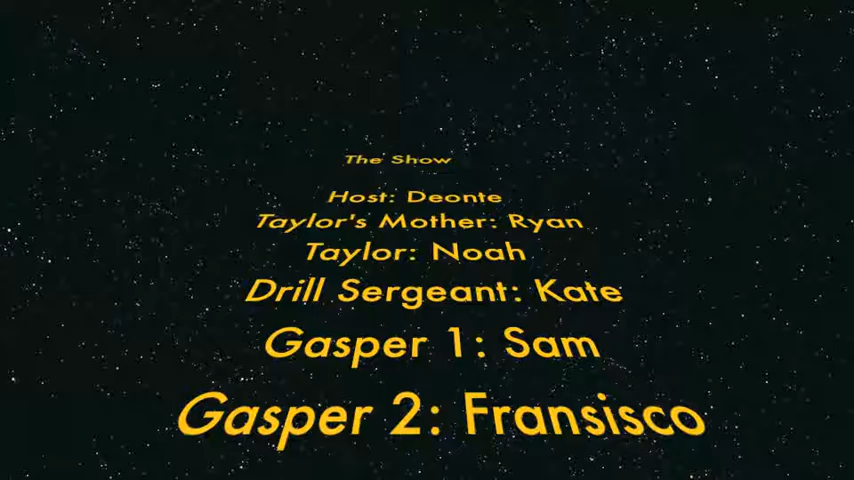 The Show
Host: Deonte
Taylor's Mother: Ryan
Taylor: Noah
Drill Sergeant: Kate
Gasper 1: Sam
Gasper 2: Fransisco